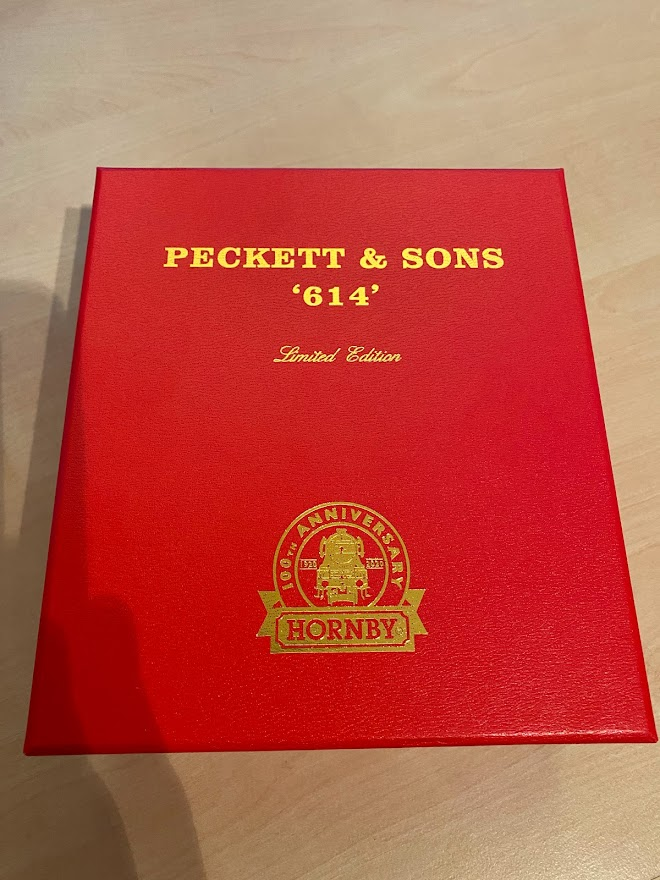 PECKETT & SONS
‘614’
Limited Edition
100TH ANNIVERSARY
1920 2020
HORNBY